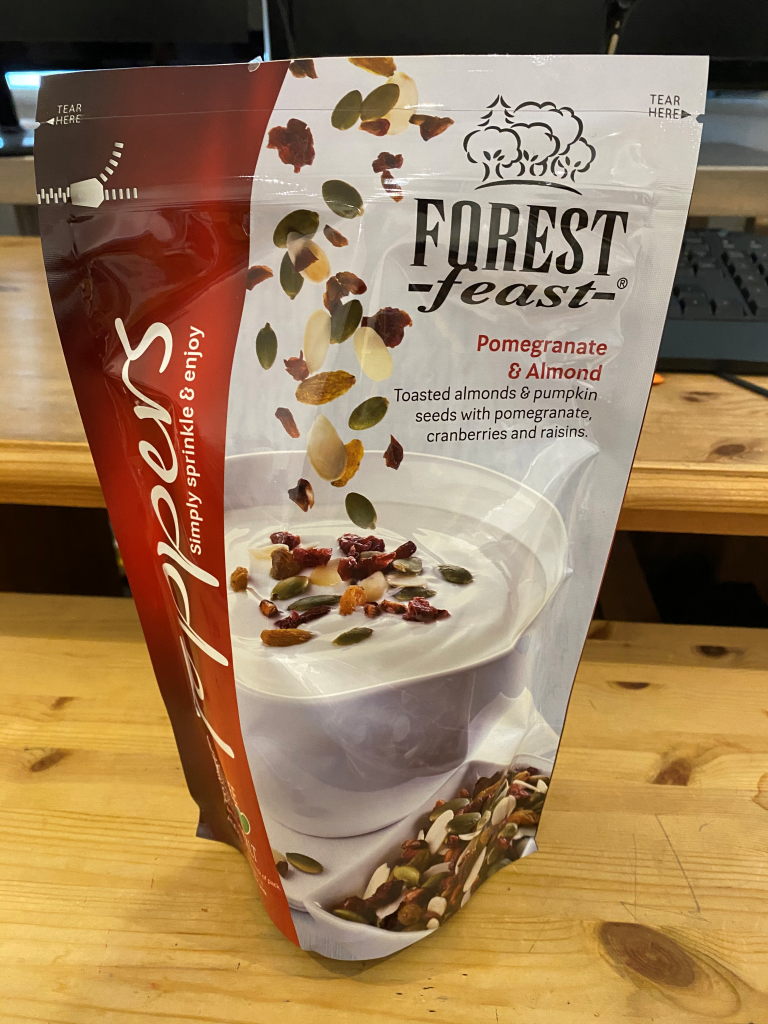 TEAR
HERE
TEAR
HERE
FOREST
feast®
Pomegranate
& Almond
Toasted almonds & pumpkin
seeds with pomegranate,
cranberries and raisins.
simply sprinkle & enjoy